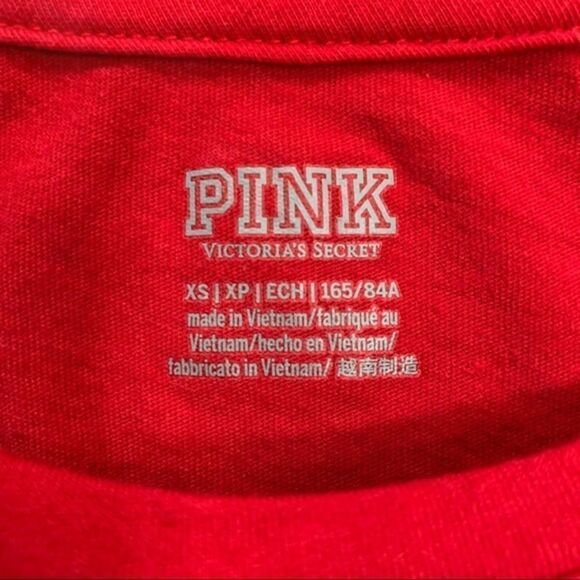 PINK
VICTORIA'S SECRET
XS | XP | ECH | 165/84A
made in Vietnam/fabriqué au
Vietnam/hecho en Vietnam/
fabbricato in Vietnam/ 越南制造